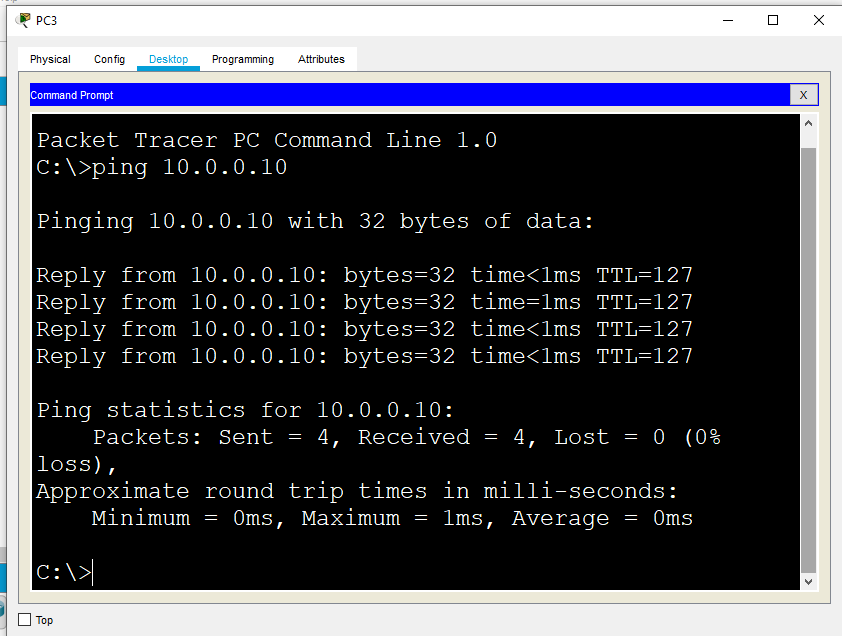 PC3
Physical Config Desktop Programming Attributes
Command Prompt X
Packet Tracer PC Command Line 1.0
C:\>ping 10.0.0.10
Pinging 10.0.0.10 with 32 bytes of data:
Reply from 10.0.0.10: bytes=32 time<1ms TTL=127
Reply from 10.0.0.10: bytes=32 time=1ms TTL=127
Reply from 10.0.0.10: bytes=32 time<1ms TTL=127
Reply from 10.0.0.10: bytes=32 time<1ms TTL=127
Ping statistics for 10.0.0.10:
Packets: Sent = 4, Received = 4, Lost = 0 (0%
loss),
Approximate round trip times in milli-seconds:
Minimum = 0ms, Maximum = 1ms, Average = 0ms
C:\>
Top